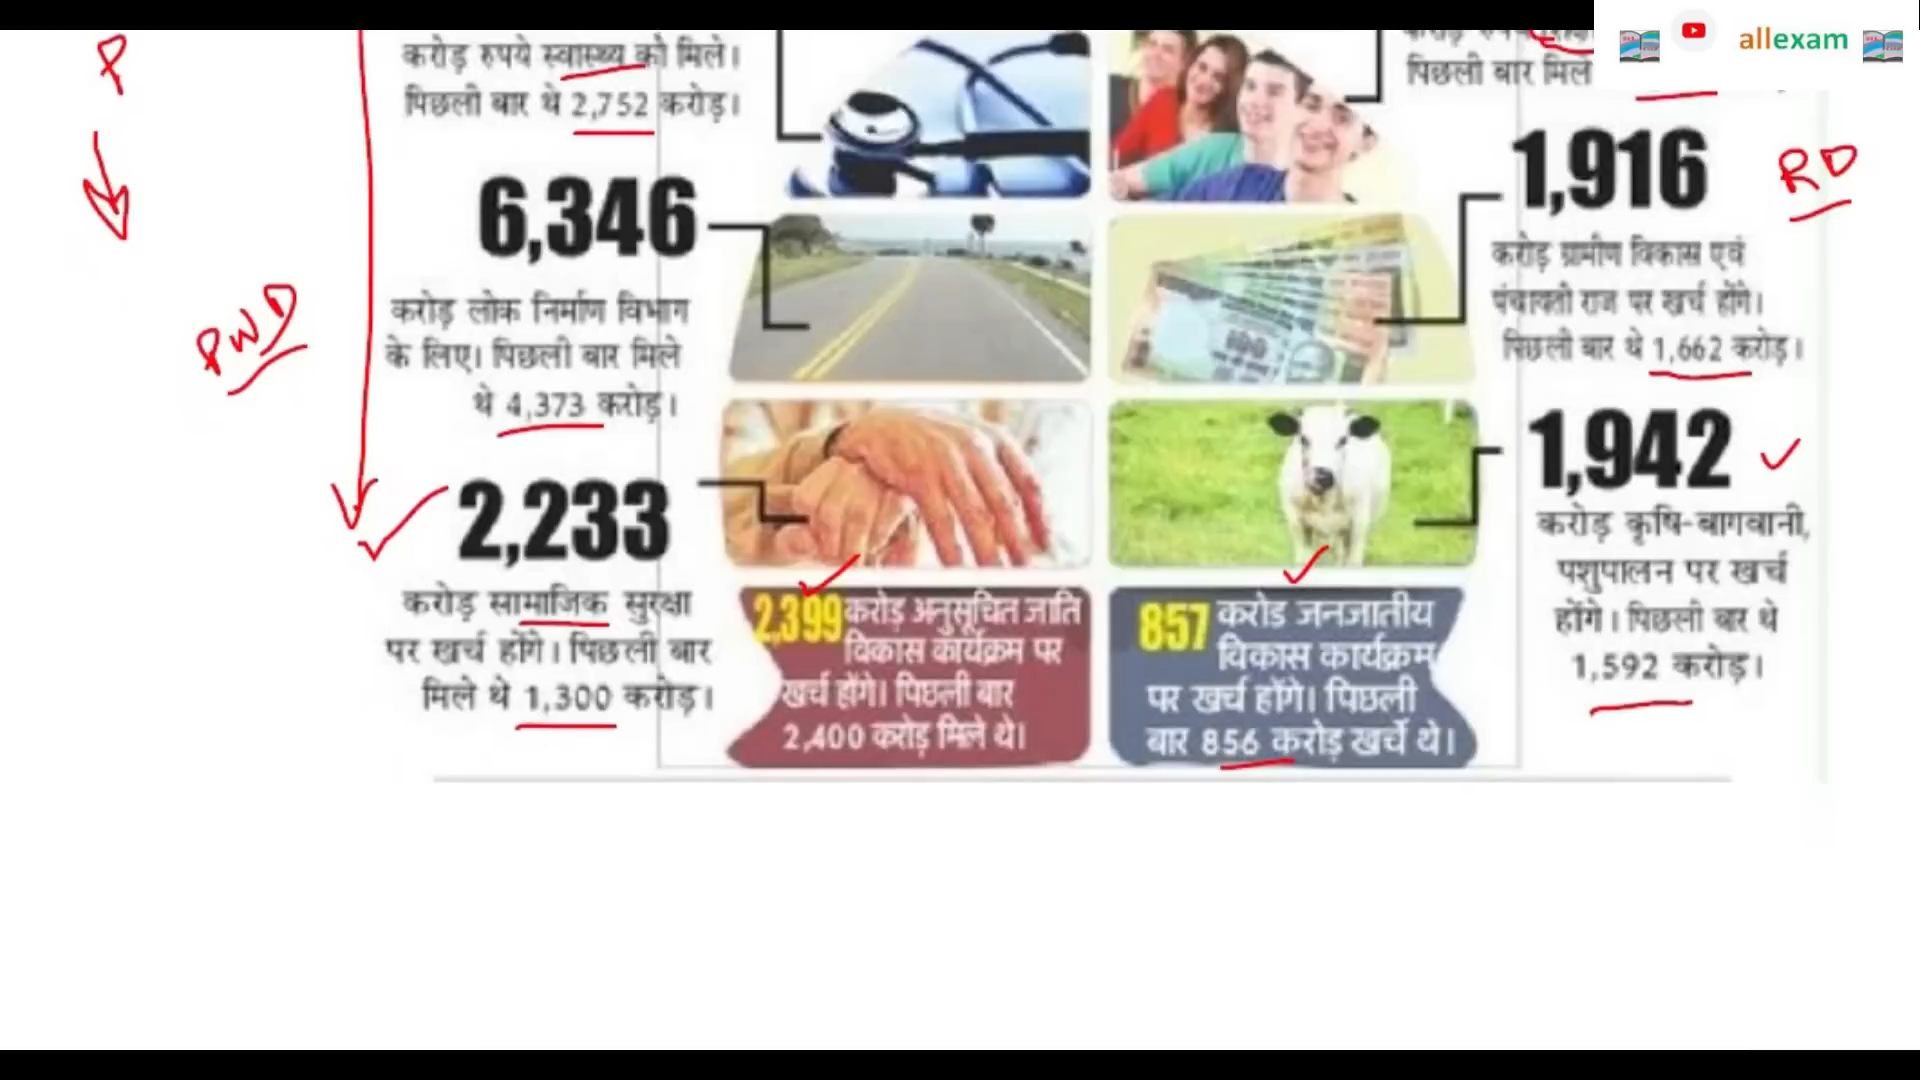 allexam
P
करोड़ रुपये स्वास्थ्य को मिले।
पिछली बार थे 2,752 करोड़।
पिछली बार मिले
6,346
करोड़ लोक निर्माण विभाग
के लिए। पिछली बार मिले
थे 4,373 करोड़।
PWD
1,916
RD
करोड़ ग्रामीण विकास एवं
पंचायती राज पर खर्च होंगे।
पिछली बार थे 1,662 करोड़।
2,233
करोड़ सामाजिक सुरक्षा
पर खर्च होंगे। पिछली बार
मिले थे 1,300 करोड़।
1,942
करोड़ कृषि-बागवानी,
पशुपालन पर खर्च
होंगे। पिछली बार थे
1,592 करोड़।
2,399 करोड़ अनुसूचित जाति
विकास कार्यक्रम पर
खर्च होंगे। पिछली बार
2,400 करोड़ मिले थे।
857 करोड जनजातीय
विकास कार्यक्रम
पर खर्च होंगे। पिछली
बार 856 करोड़ खर्चे थे।